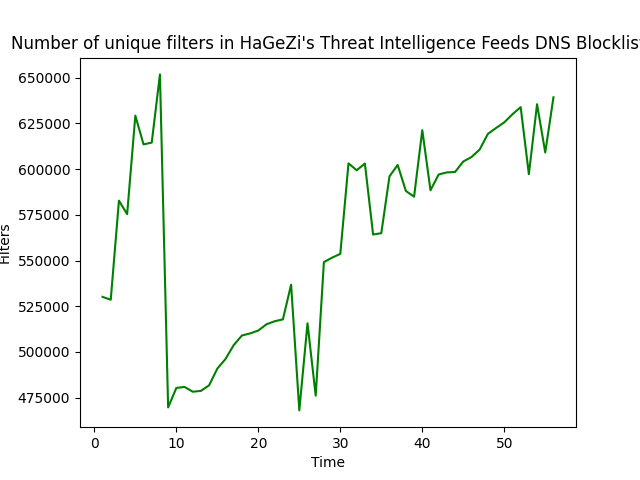 Number of unique filters in HaGeZi's Threat Intelligence Feeds DNS Blocklist
650000
625000
600000
575000
550000
525000
500000
475000
Filters
0 10 20 30 40 50
Time